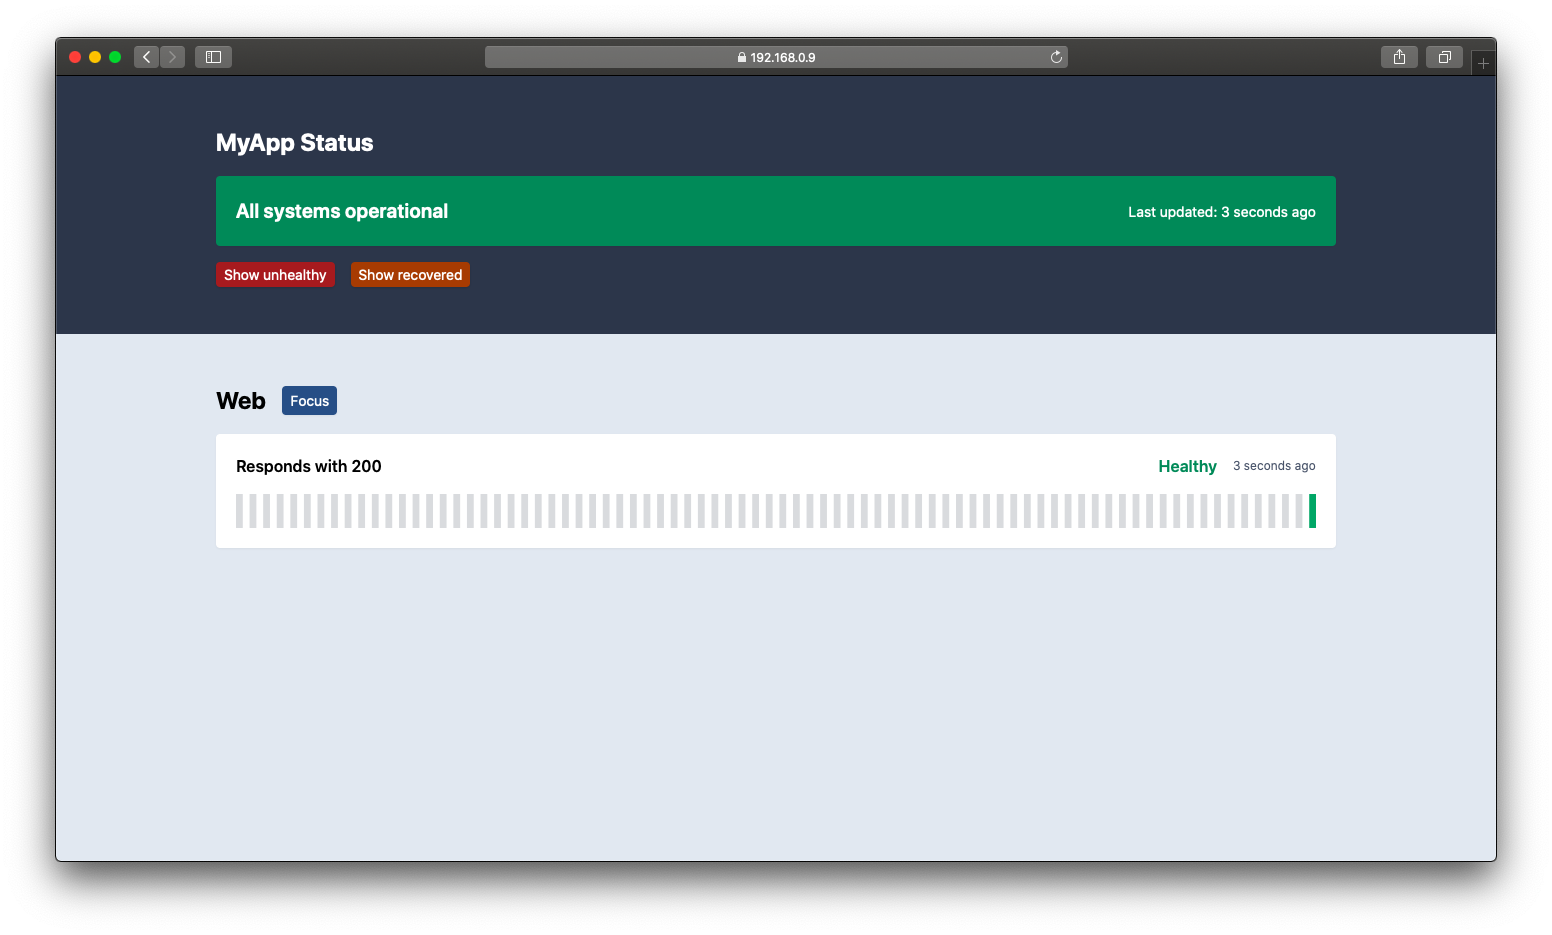 192.168.0.9
MyApp Status
All systems operational
Last updated: 3 seconds ago
Show unhealthy
Show recovered
Web
Focus
Responds with 200
Healthy
3 seconds ago